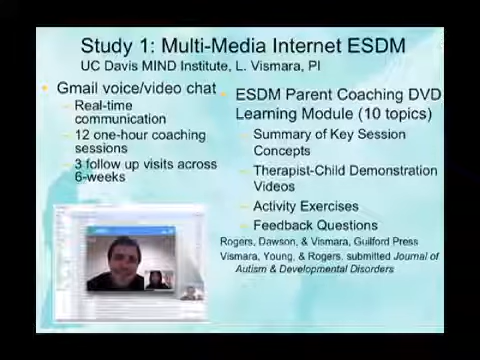 Study 1: Multi-Media Internet ESDM
UC Davis MIND Institute, L. Vismara, PI
• Gmail voice/video chat
– Real-time
communication
– 12 one-hour coaching
sessions
– 3 follow up visits across
6-weeks
• ESDM Parent Coaching DVD
Learning Module (10 topics)
– Summary of Key Session
Concepts
– Therapist-Child Demonstration
Videos
– Activity Exercises
– Feedback Questions
Rogers, Dawson, & Vismara, Guilford Press
Vismara, Young, & Rogers, submitted Journal of
Autism & Developmental Disorders